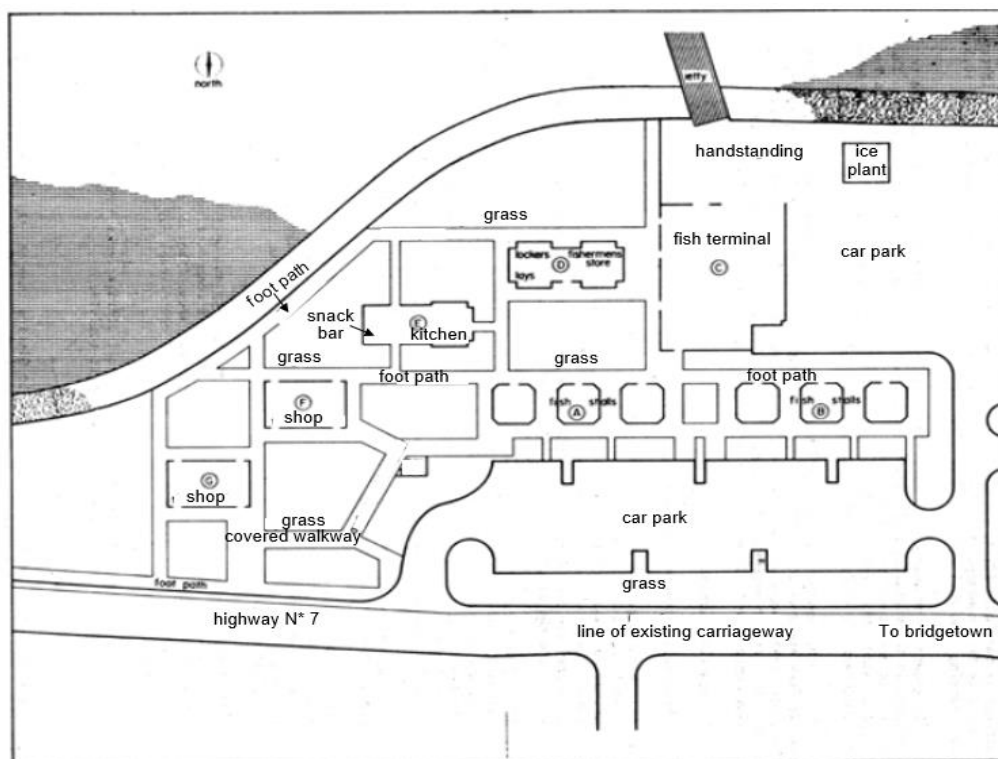 jetty
north
handstanding
ice
plant
grass
lockers
fishermens
store
D
lays
fish terminal
C
car park
foot path
snack
bar
E
kitchen
grass
grass
foot path
foot path
F
shop
fish stalls
A
fish stalls
B
G
shop
grass
covered walkway
car park
foot path
grass
highway N* 7
line of existing carriageway
To bridgetown